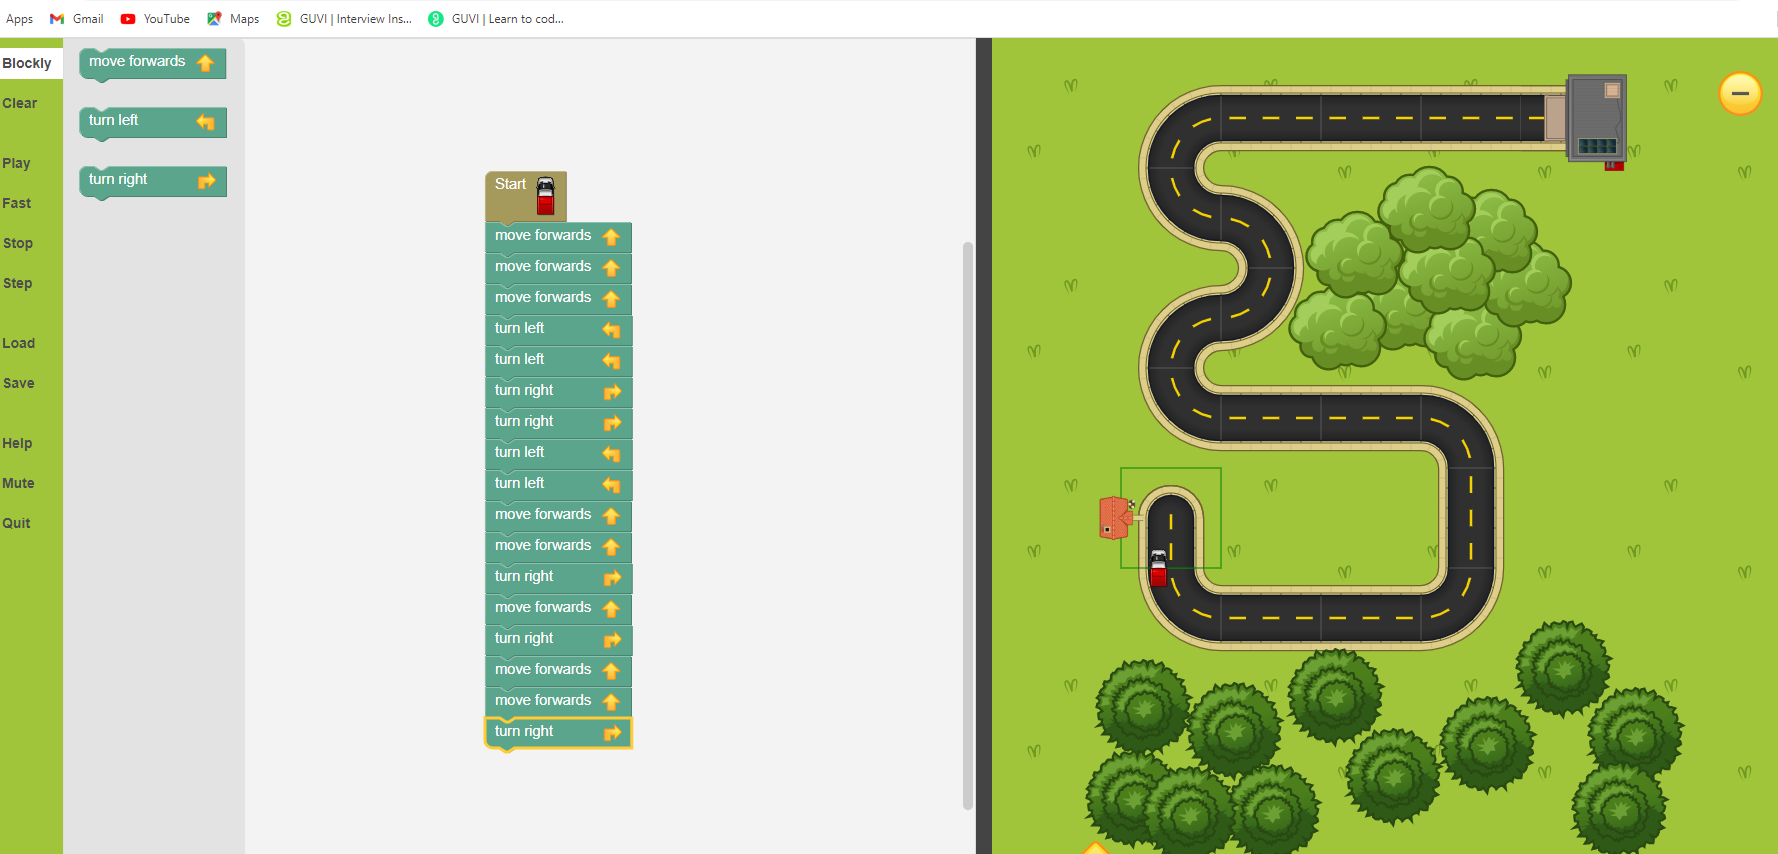 Apps Gmail YouTube Maps GUVI | Interview Ins... GUVI | Learn to cod...
Blockly
Clear
Play
Fast
Stop
Step
Load
Save
Help
Mute
Quit
move forwards
turn left
turn right
Start
move forwards
move forwards
move forwards
turn left
turn left
turn right
turn right
turn left
turn left
move forwards
move forwards
turn right
move forwards
turn right
move forwards
move forwards
turn right